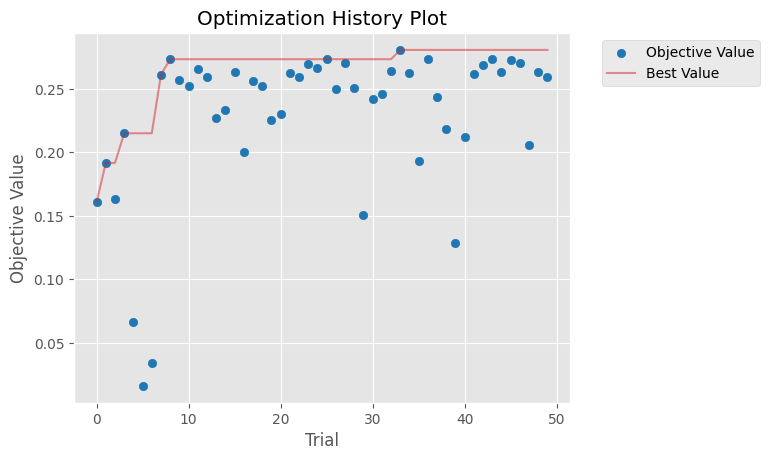 Optimization History Plot
Objective Value
Best Value
Objective Value
0.25
0.20
0.15
0.10
0.05
0 10 20 30 40 50
Trial